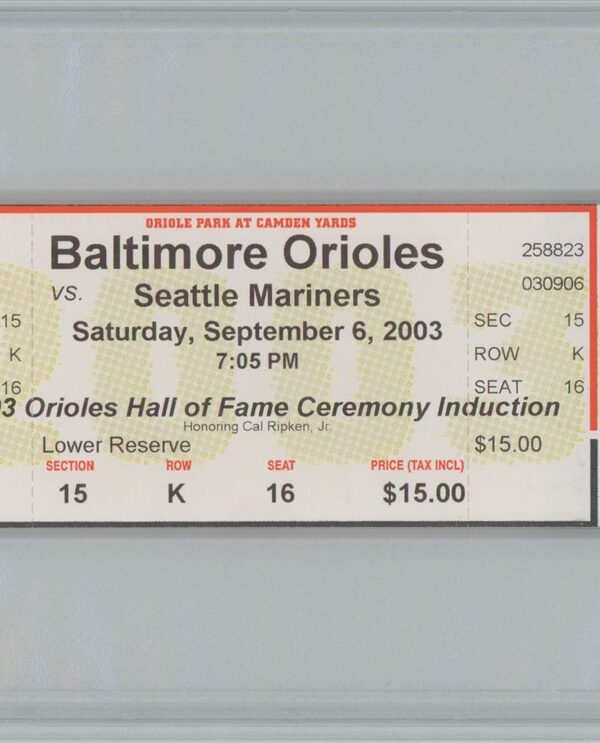 ORIOLE PARK AT CAMDEN YARDS
Baltimore Orioles
258823
vs. Seattle Mariners
030906
Saturday, September 6, 2003
15
SEC 15
7:05 PM
K
ROW K
16
SEAT 16
3 Orioles Hall of Fame Ceremony Induction
Honoring Cal Ripken, Jr.
Lower Reserve
$15.00
SECTION ROW SEAT PRICE (TAX INCL)
15 K 16 $15.00
2003